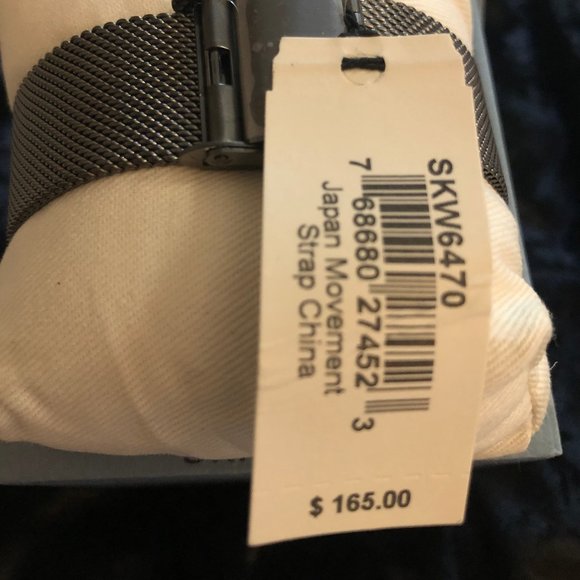 SKW6470
7 68680 27452 3
Japan Movement
Strap China
$ 165.00